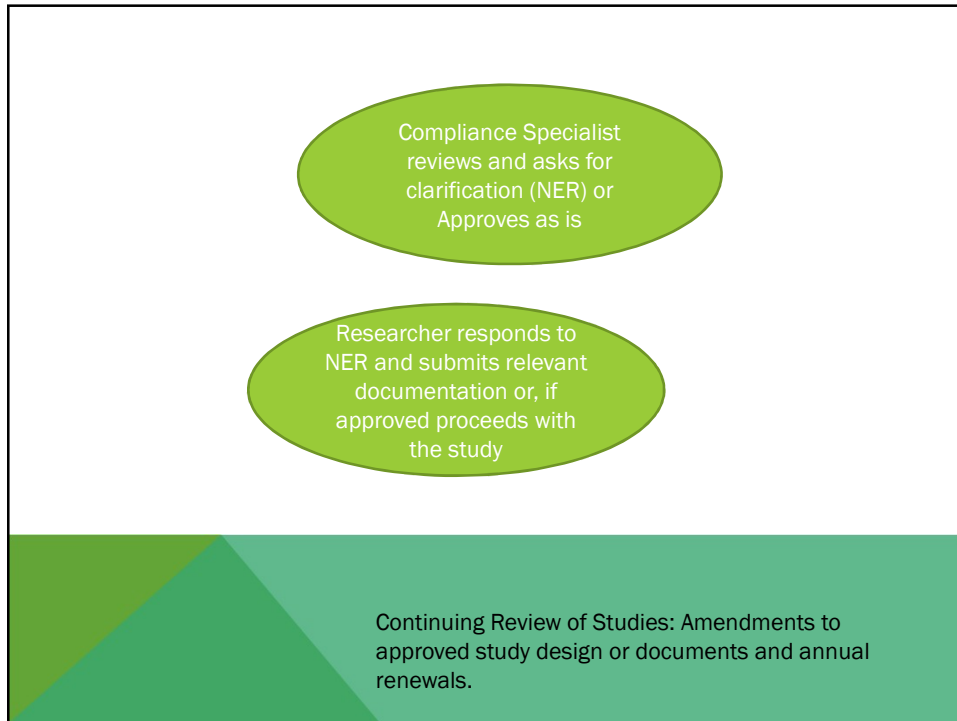 Compliance Specialist
reviews and asks for
clarification (NER) or
Approves as is
Researcher responds to
NER and submits relevant
documentation or, if
approved proceeds with
the study
Continuing Review of Studies: Amendments to
approved study design or documents and annual
renewals.